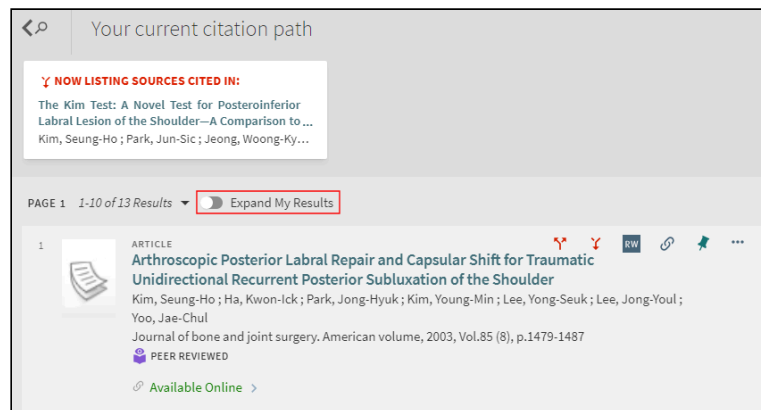 Your current citation path
NOW LISTING SOURCES CITED IN:
The Kim Test: A Novel Test for Posteroinferior
Labral Lesion of the Shoulder—A Comparison to ...
Kim, Seung-Ho ; Park, Jun-Sic ; Jeong, Woong-Ky...
PAGE 1 1-10 of 13 Results Expand My Results
1
ARTICLE
RW
Arthroscopic Posterior Labral Repair and Capsular Shift for Traumatic
Unidirectional Recurrent Posterior Subluxation of the Shoulder
Kim, Seung-Ho ; Ha, Kwon-Ick ; Park, Jong-Hyuk ; Kim, Young-Min ; Lee, Yong-Seuk ; Lee, Jong-Youl ;
Yoo, Jae-Chul
Journal of bone and joint surgery. American volume, 2003, Vol.85 (8), p.1479-1487
PEER REVIEWED
Available Online >